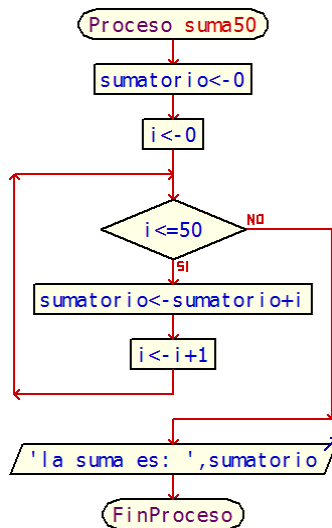 Proceso suma50
sumatorio<-0
i<-0
i<=50
NO
SI
sumatorio<-sumatorio+i
i<-i+1
'la suma es: ',sumatorio
FinProceso